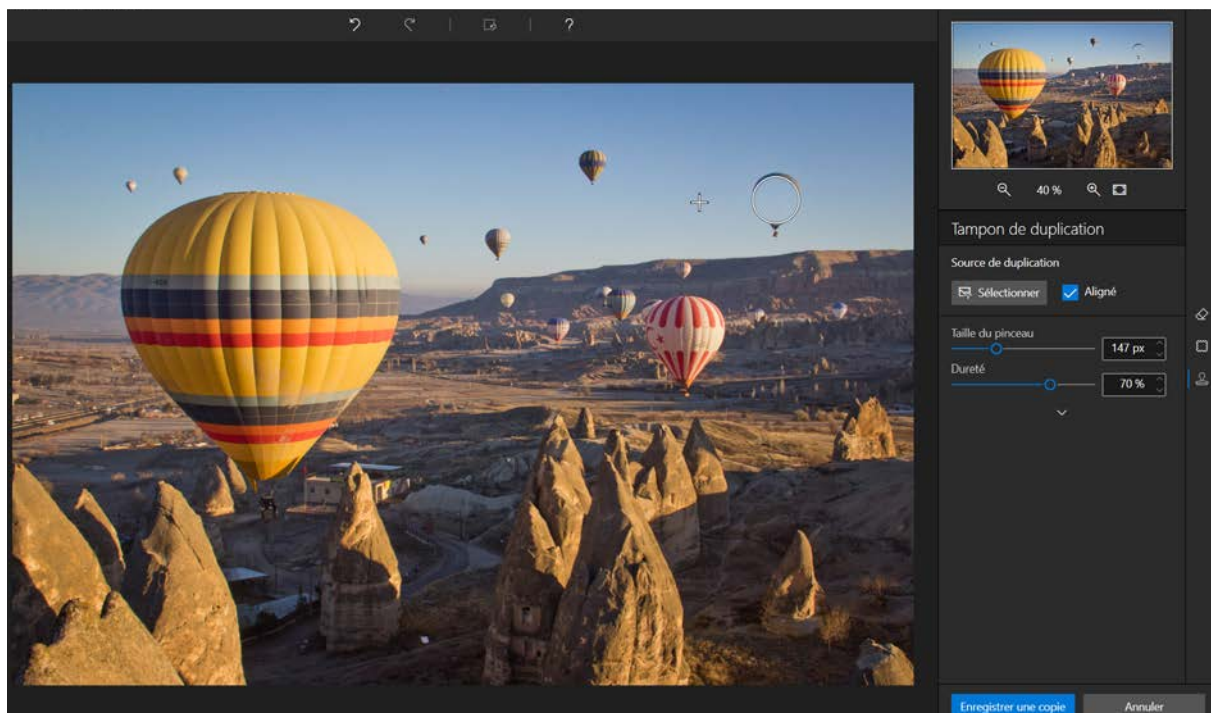 ?
40 %
Tampon de duplication
Source de duplication
Sélectionner
Aligné
Taille du pinceau
147 px
Dureté
70 %
Enregistrer une copie
Annuler